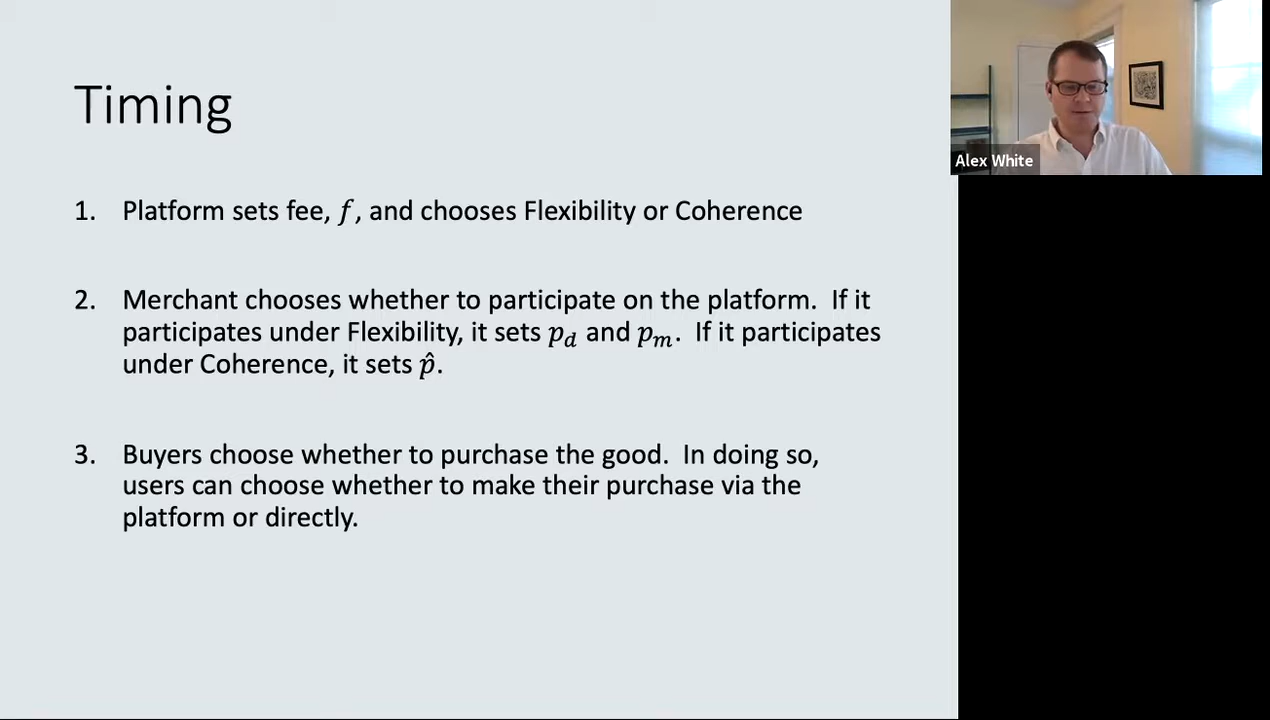 Timing
Alex White
1. Platform sets fee, f, and chooses Flexibility or Coherence
2. Merchant chooses whether to participate on the platform. If it
participates under Flexibility, it sets p_d and p_m. If it participates
under Coherence, it sets p̂.
3. Buyers choose whether to purchase the good. In doing so,
users can choose whether to make their purchase via the
platform or directly.